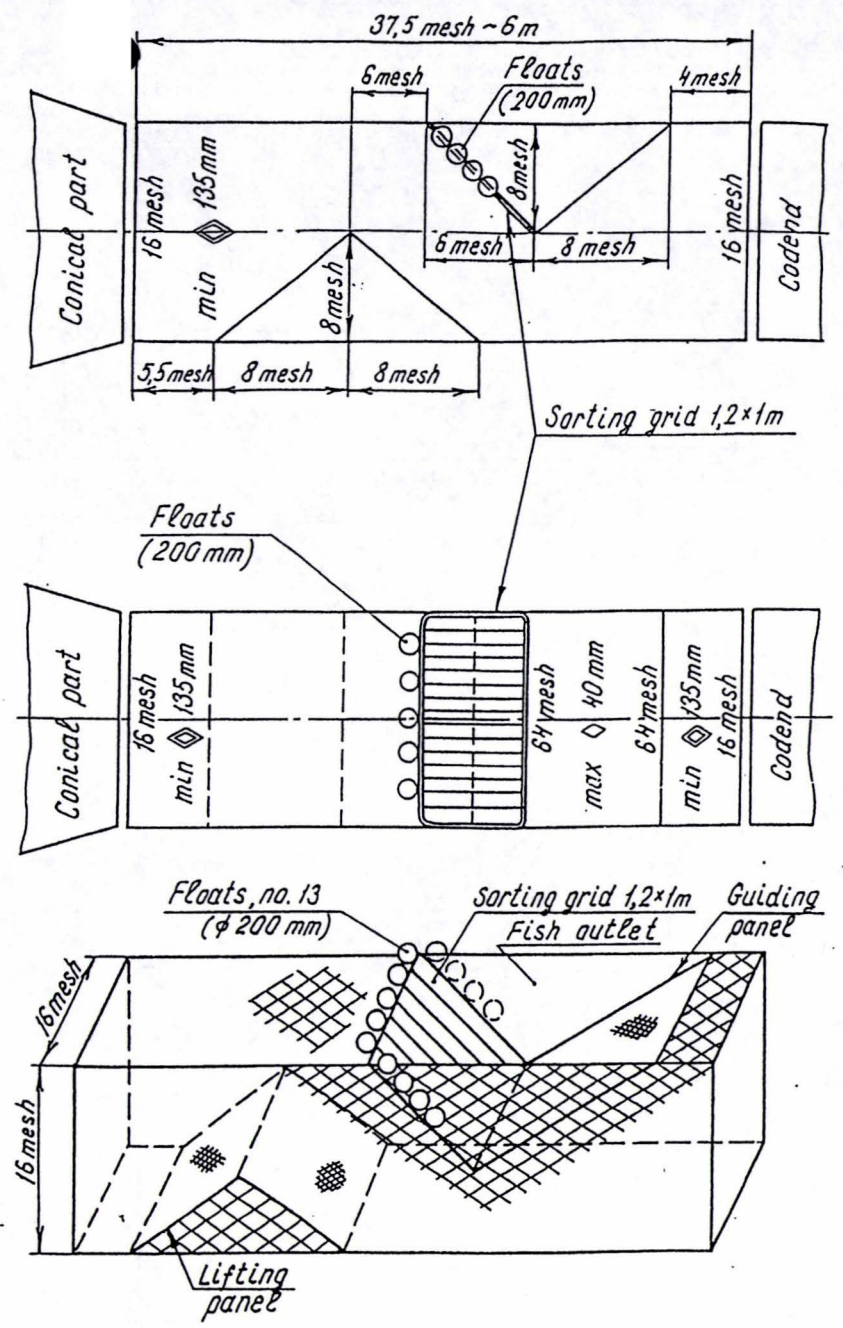 37,5 mesh ~ 6 m
6 mesh
Floats
(200 mm)
4 mesh
Conical part
16 mesh
min
135 mm
8 mesh
16 mesh
Codend
6 mesh
8 mesh
8 mesh
5,5 mesh
8 mesh
8 mesh
Sorting grid 1,2×1m
Floats
(200 mm)
Conical part
16 mesh
min
135 mm
64 mesh
max
40 mm
64 mesh
min
135 mm
16 mesh
Codend
Floats, no. 13
(ϕ 200 mm)
Sorting grid 1,2×1m
Fish outlet
Guiding
panel
16 mesh
16 mesh
Lifting
panel